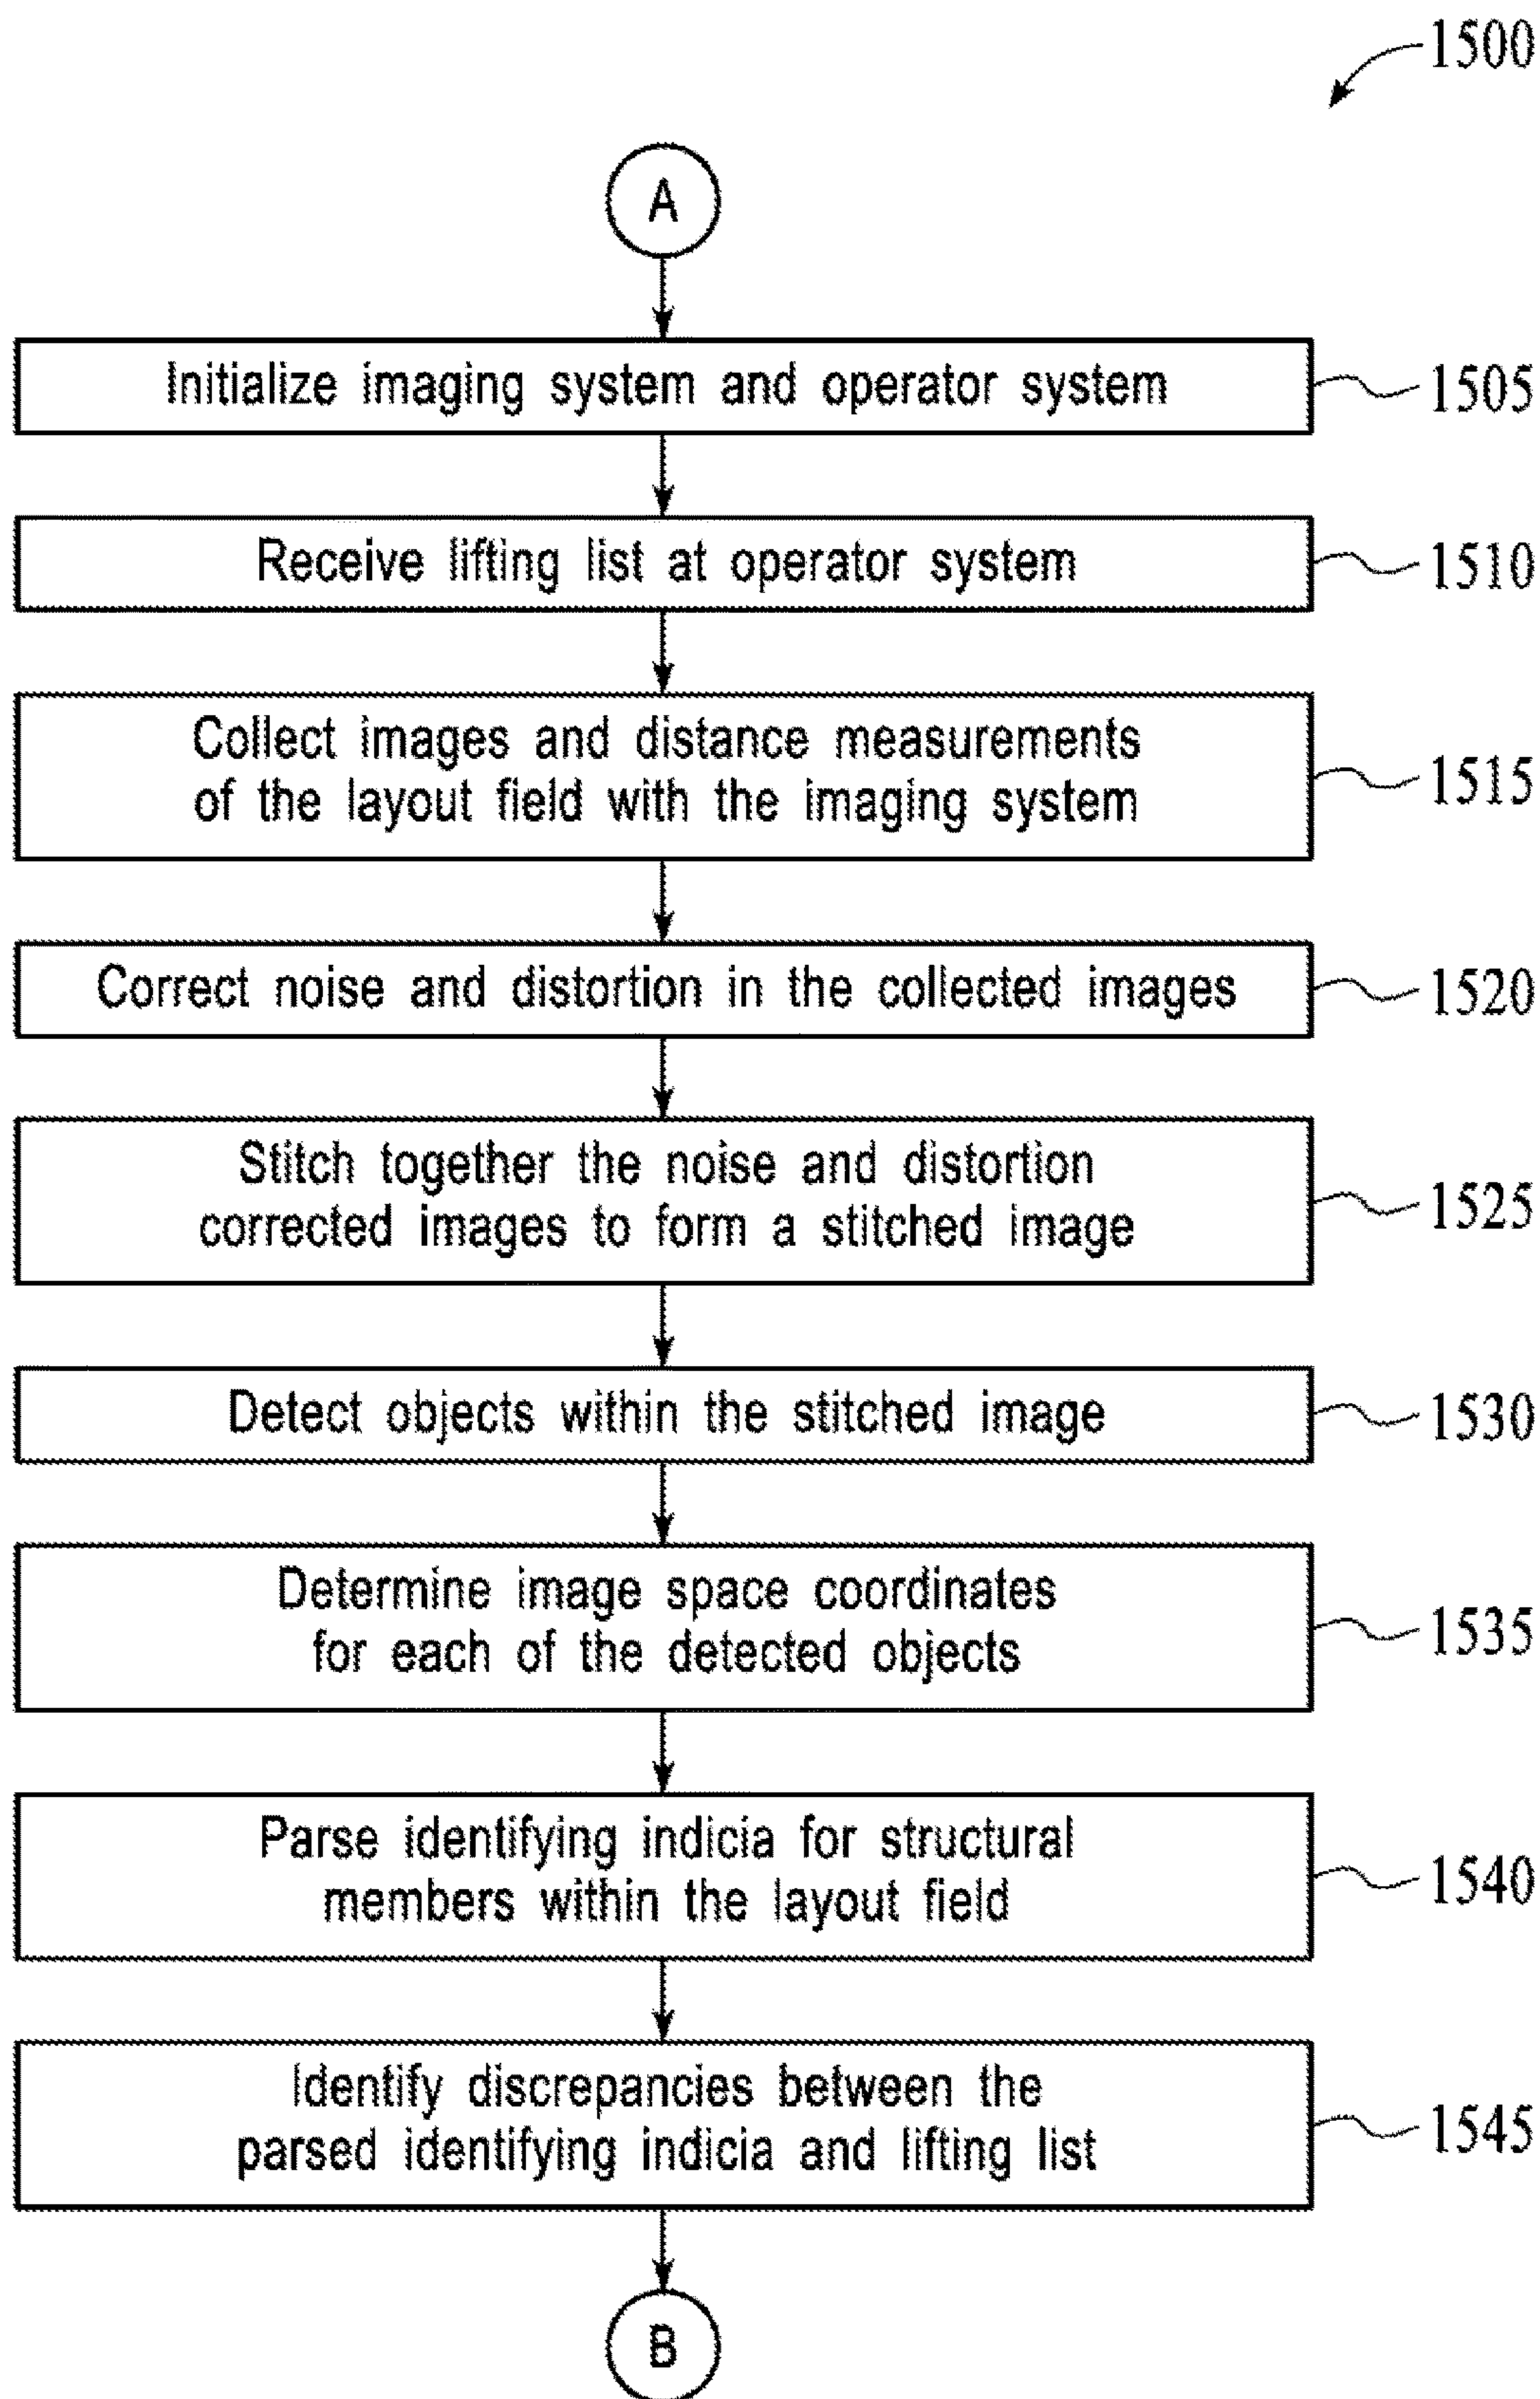 1500
A
Initialize imaging system and operator system
1505
Receive lifting list at operator system
1510
Collect images and distance measurements
of the layout field with the imaging system
1515
Correct noise and distortion in the collected images
1520
Stitch together the noise and distortion
corrected images to form a stitched image
1525
Detect objects within the stitched image
1530
Determine image space coordinates
for each of the detected objects
1535
Parse identifying indicia for structural
members within the layout field
1540
Identify discrepancies between the
parsed identifying indicia and lifting list
1545
B